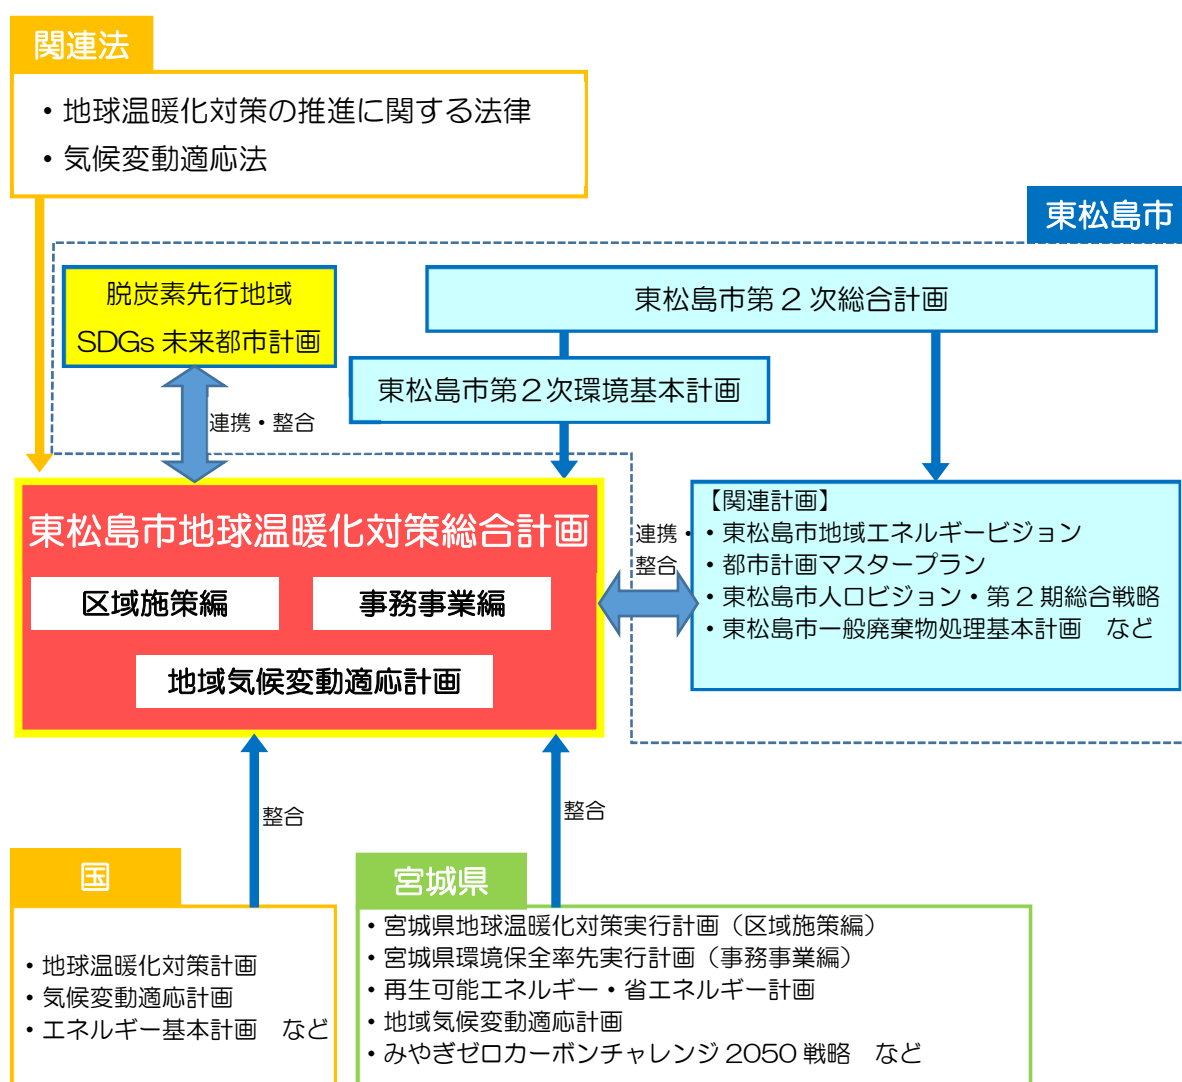 関連法
・地球温暖化対策の推進に関する法律
・気候変動適応法
東松島市
脱炭素先行地域
SDGs 未来都市計画
東松島市第 2 次総合計画
東松島市第2次環境基本計画
連携・整合
東松島市地球温暖化対策総合計画
区域施策編
事務事業編
地域気候変動適応計画
連携・
整合
【関連計画】
・東松島市地域エネルギービジョン
・都市計画マスタープラン
・東松島市人口ビジョン・第 2 期総合戦略
・東松島市一般廃棄物処理基本計画　など
整合
整合
国
・地球温暖化対策計画
・気候変動適応計画
・エネルギー基本計画　など
宮城県
・宮城県地球温暖化対策実行計画（区域施策編）
・宮城県環境保全率先実行計画（事務事業編）
・再生可能エネルギー・省エネルギー計画
・地域気候変動適応計画
・みやぎゼロカーボンチャレンジ 2050 戦略　など